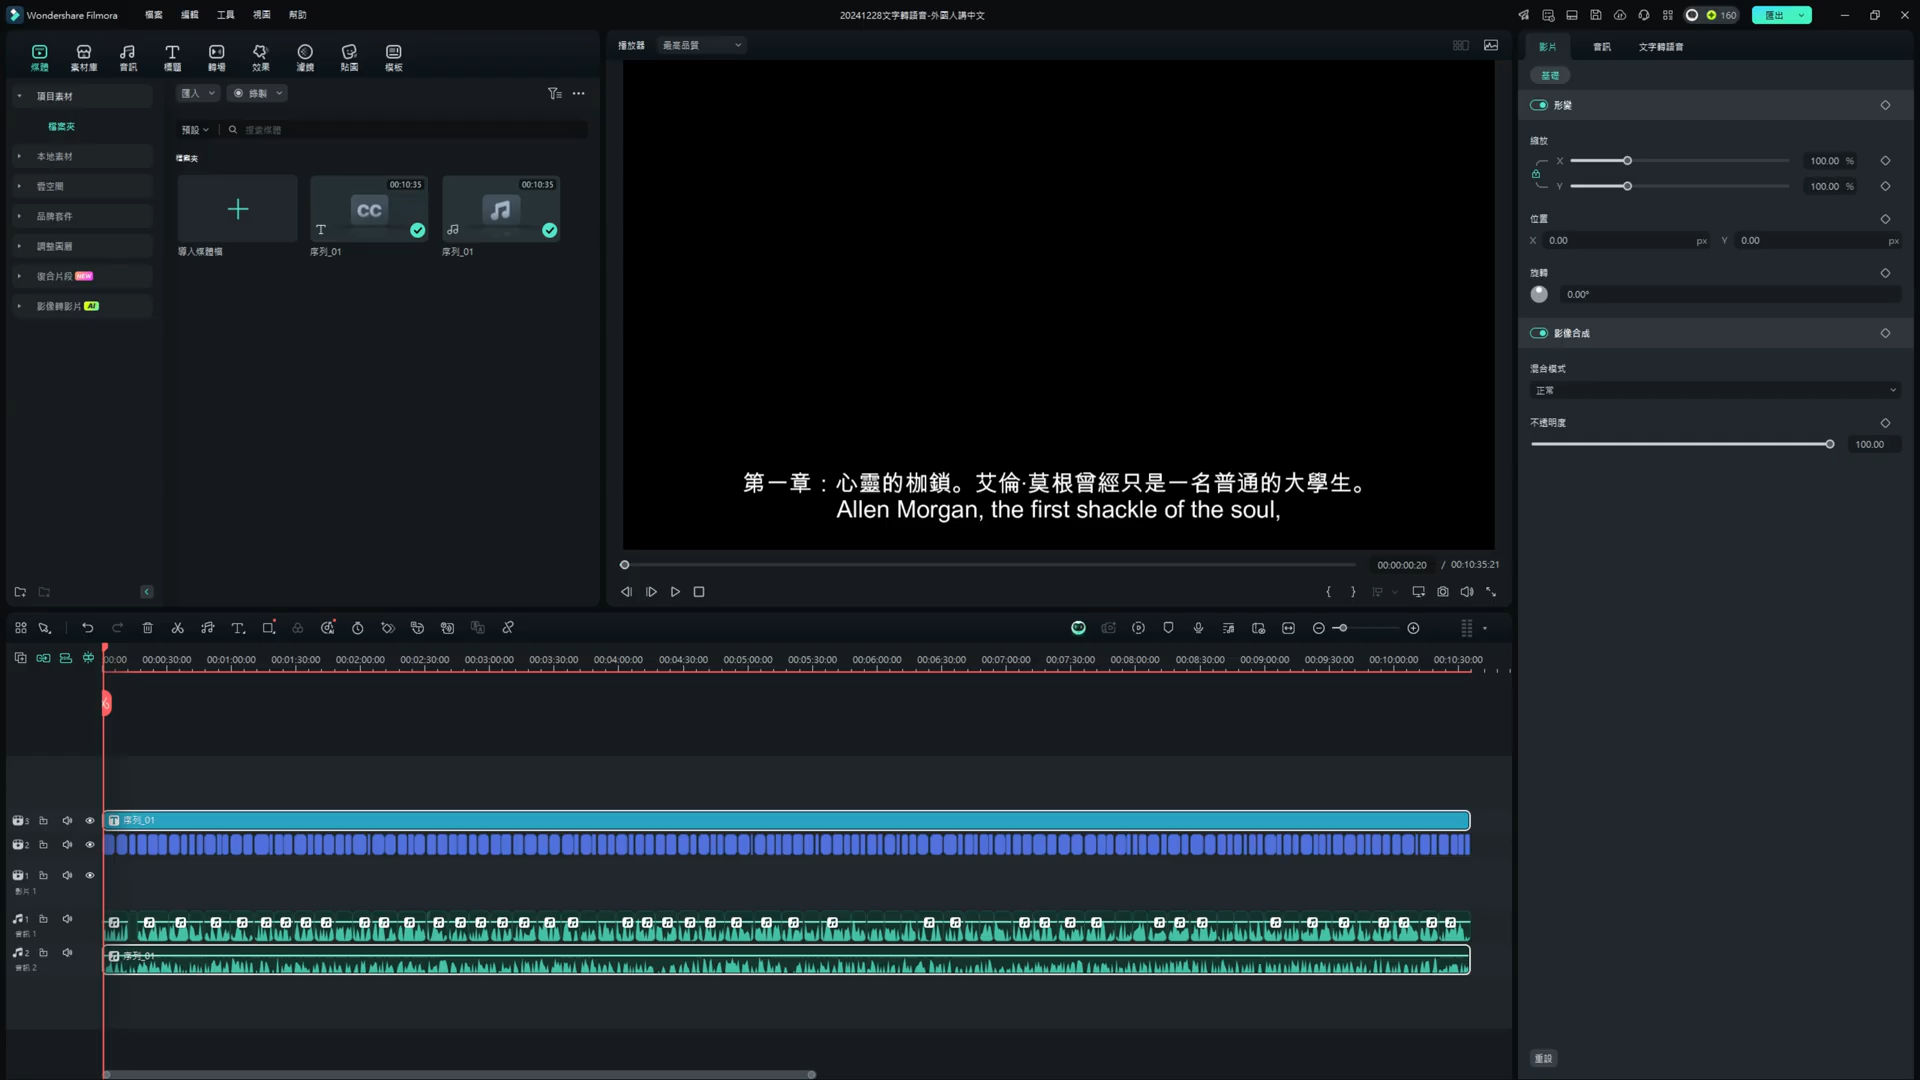 Wondershare Filmora
檔案
編輯
工具
視圖
幫助
20241228文字轉語音-外國人講中文
160
匯出
媒體
素材庫
音訊
標題
轉場
效果
濾鏡
貼圖
模板
項目素材
檔案夾
本地素材
雲空間
品牌套件
調整圖層
復合片段 NEW
影像轉影片 AI
匯入
錄製
預設
搜索媒體
檔案夾
導入媒體檔
00:10:35
CC
T
序列_01
00:10:35
序列_01
播放器
最高品質
第一章：心靈的枷鎖。艾倫·莫根曾經只是一名普通的大學生。
Allen Morgan, the first shackle of the soul,
00:00:00:20 / 00:10:35:21
{ }
影片
音訊
文字轉語音
基礎
形變
縮放
X 100.00 %
Y 100.00 %
位置
X 0.00 px Y 0.00 px
旋轉
0.00°
影像合成
混合模式
正常
不透明度
100.00
重設
00:00 00:00:30:00 00:01:00:00 00:01:30:00 00:02:00:00 00:02:30:00 00:03:00:00 00:03:30:00 00:04:00:00 00:04:30:00 00:05:00:00 00:05:30:00 00:06:00:00 00:06:30:00 00:07:00:00 00:07:30:00 00:08:00:00 00:08:30:00 00:09:00:00 00:09:30:00 00:10:00:00 00:10:30:00
3
T 序列_01
2
1
影片 1
1
音訊 1
2
音訊 2
序列_01